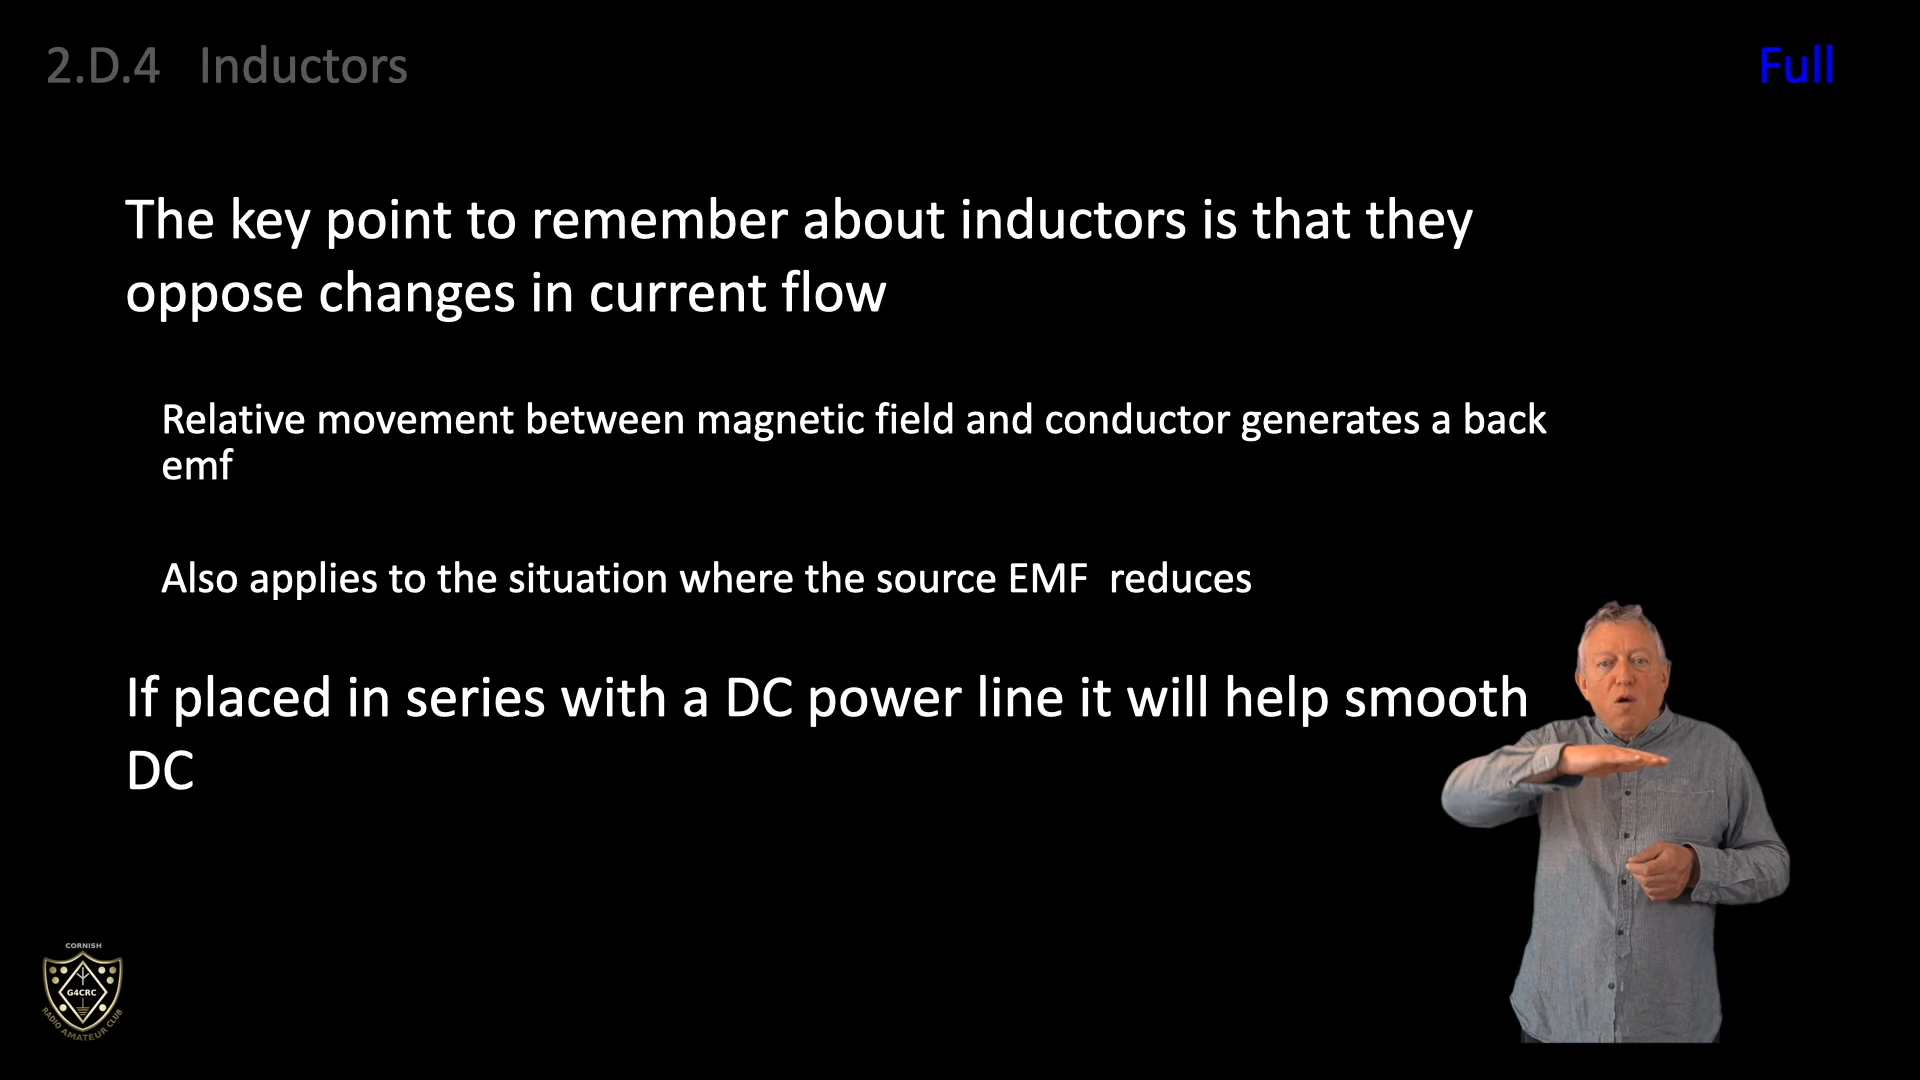 2.D.4 Inductors
Full
The key point to remember about inductors is that they
oppose changes in current flow
Relative movement between magnetic field and conductor generates a back
emf
Also applies to the situation where the source EMF reduces
If placed in series with a DC power line it will help smooth
DC
CORNISH
G4CRC
RADIO AMATEUR CLUB